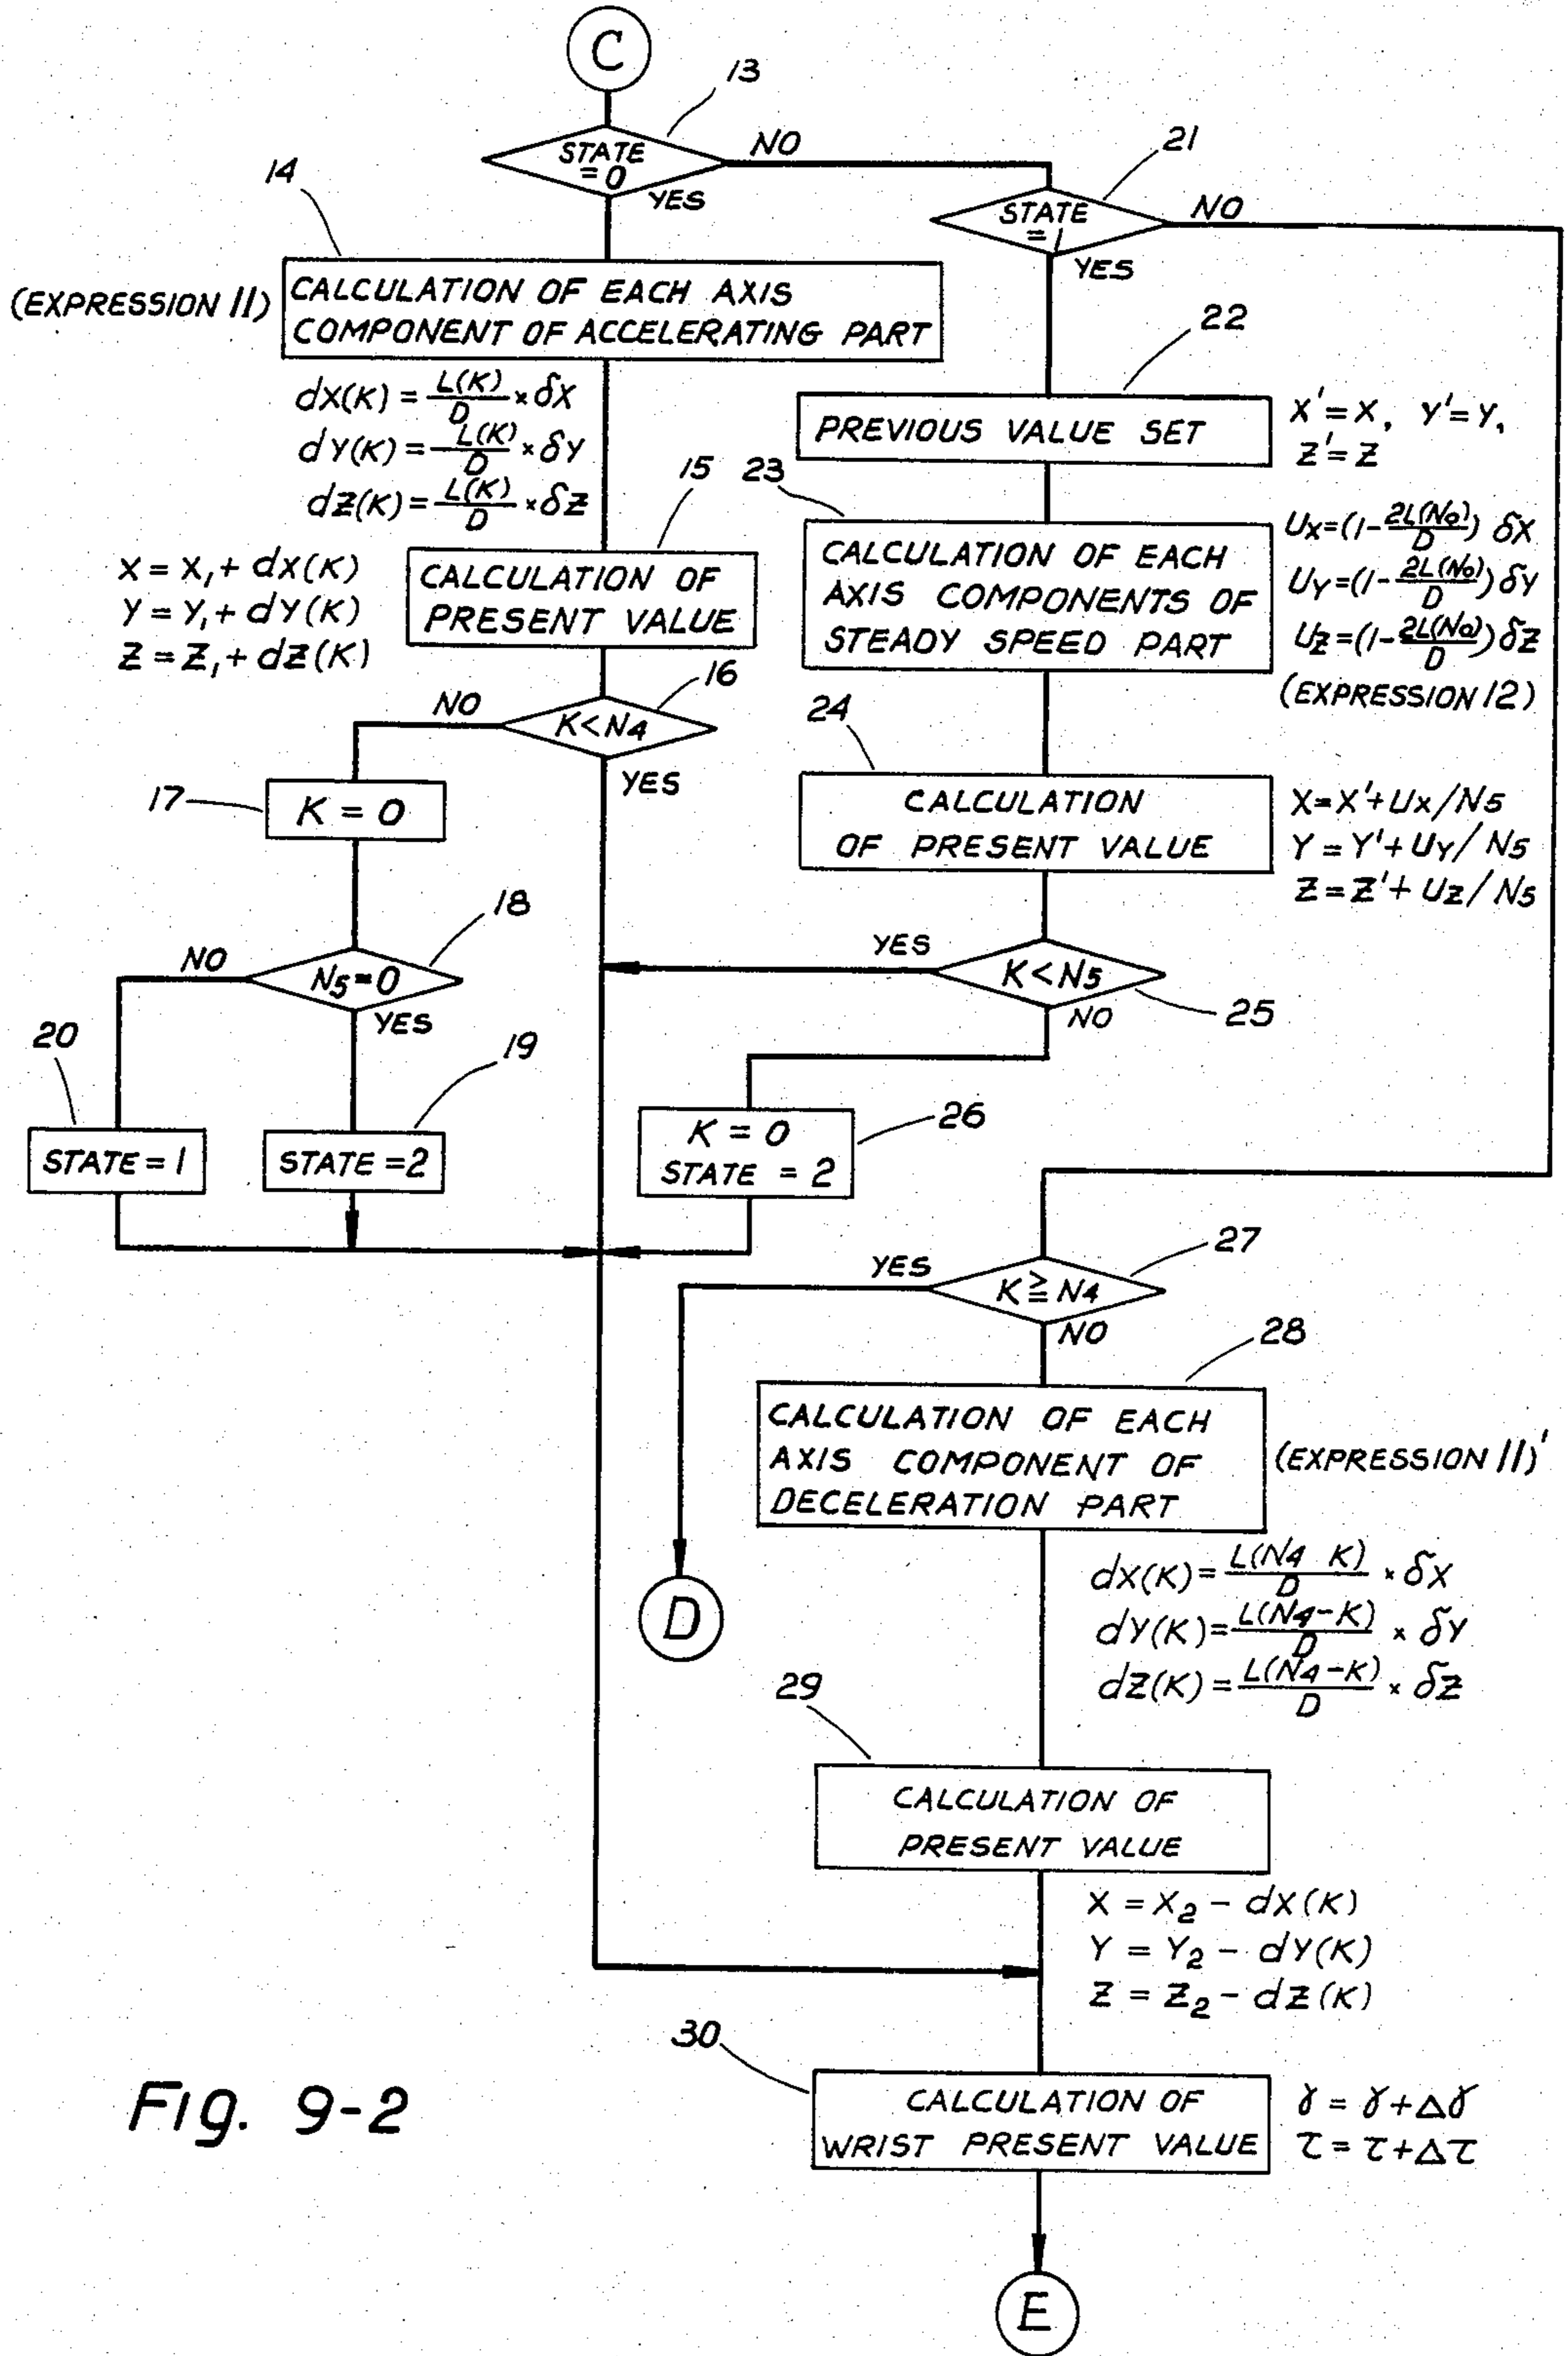 C
13
STATE
= 0
NO
YES
21
STATE
= 1
NO
YES
14
(EXPRESSION 11)
CALCULATION OF EACH AXIS
COMPONENT OF ACCELERATING PART
dX(K) = L(K)/D × δX
dY(K) = L(K)/D × δY
dZ(K) = L(K)/D × δZ
22
PREVIOUS VALUE SET
X' = X, Y' = Y,
Z' = Z
15
X = X₁ + dX(K)
Y = Y₁ + dY(K)
Z = Z₁ + dZ(K)
CALCULATION OF
PRESENT VALUE
23
CALCULATION OF EACH
AXIS COMPONENTS OF
STEADY SPEED PART
UX = (1 - 2L(N0)/D) δX
UY = (1 - 2L(N0)/D) δY
UZ = (1 - 2L(N0)/D) δZ
(EXPRESSION 12)
16
NO
K < N4
YES
17
K = 0
24
CALCULATION
OF PRESENT VALUE
X = X' + UX / N5
Y = Y' + UY / N5
Z = Z' + UZ / N5
18
NO
N5 = 0
YES
YES
K < N5
25
NO
20
STATE = 1
19
STATE = 2
26
K = 0
STATE = 2
27
YES
K ≧ N4
NO
28
CALCULATION OF EACH
AXIS COMPONENT OF
DECELERATION PART
(EXPRESSION 11)'
D
dX(K) = L(N4 K)/D × δX
dY(K) = L(N4-K)/D × δY
dZ(K) = L(N4-K)/D × δZ
29
CALCULATION OF
PRESENT VALUE
X = X₂ - dX(K)
Y = Y₂ - dY(K)
Z = Z₂ - dZ(K)
30
CALCULATION OF
WRIST PRESENT VALUE
γ = γ + Δγ
τ = τ + Δτ
E
Fig. 9-2